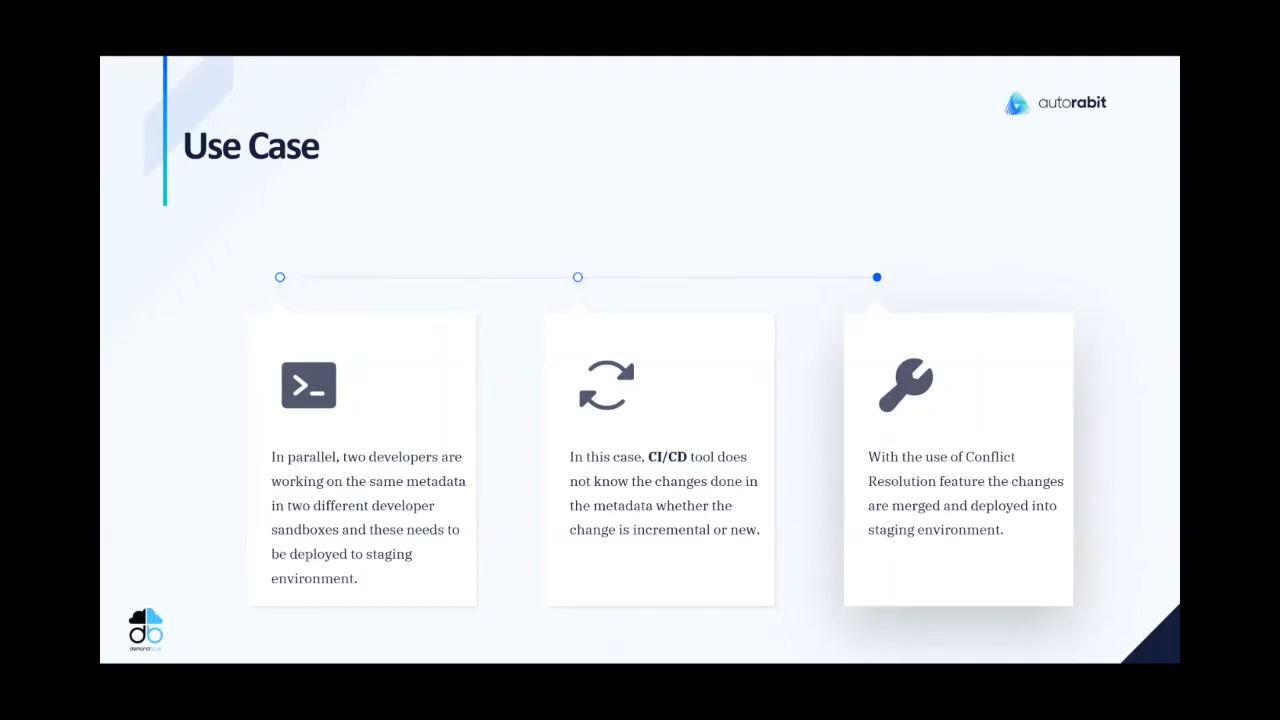 autorabit
Use Case
In parallel, two developers are
working on the same metadata
in two different developer
sandboxes and these needs to
be deployed to staging
environment.
In this case, CI/CD tool does
not know the changes done in
the metadata whether the
change is incremental or new.
With the use of Conflict
Resolution feature the changes
are merged and deployed into
staging environment.
db